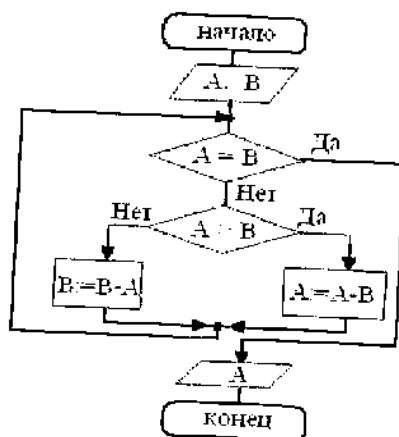 начало
A, B
A = B
Да
Нет
Нет
Да
B:=B-A
A:=A-B
A
конец